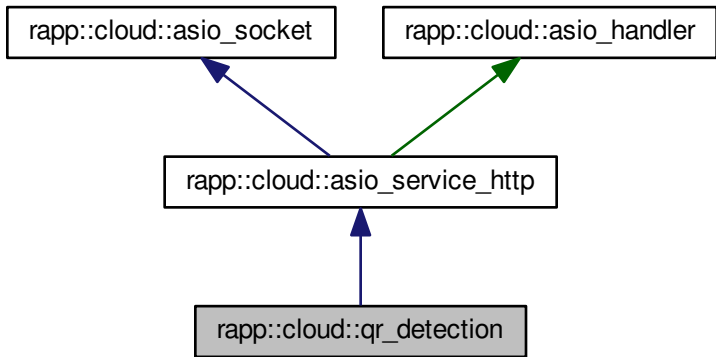 rapp::cloud::asio_socket
rapp::cloud::asio_handler
rapp::cloud::asio_service_http
rapp::cloud::qr_detection